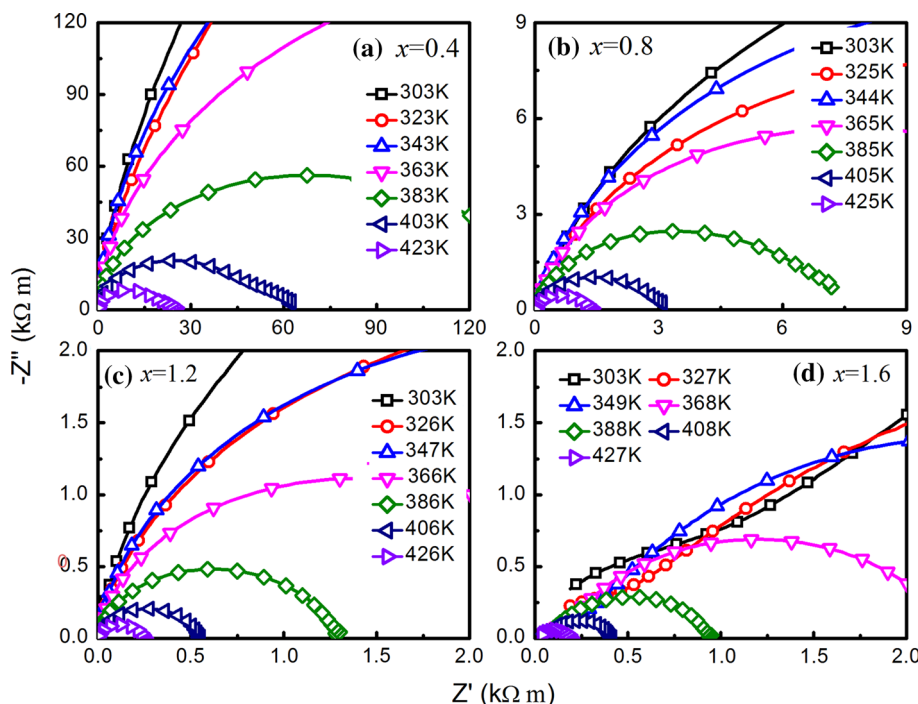 120
90
60
30
0
0 30 60 90 120
(a) x=0.4
303K
323K
343K
363K
383K
403K
423K
9
6
3
0
0 3 6 9
(b) x=0.8
303K
325K
344K
365K
385K
405K
425K
-Z'' (kΩ m)
2.0
1.5
1.0
0.5
0.0
0.0 0.5 1.0 1.5 2.0
(c) x=1.2
303K
326K
347K
366K
386K
406K
426K
2.0
1.5
1.0
0.5
0.0
0.0 0.5 1.0 1.5 2.0
303K 327K (d) x=1.6
349K 368K
388K 408K
427K
Z' (kΩ m)